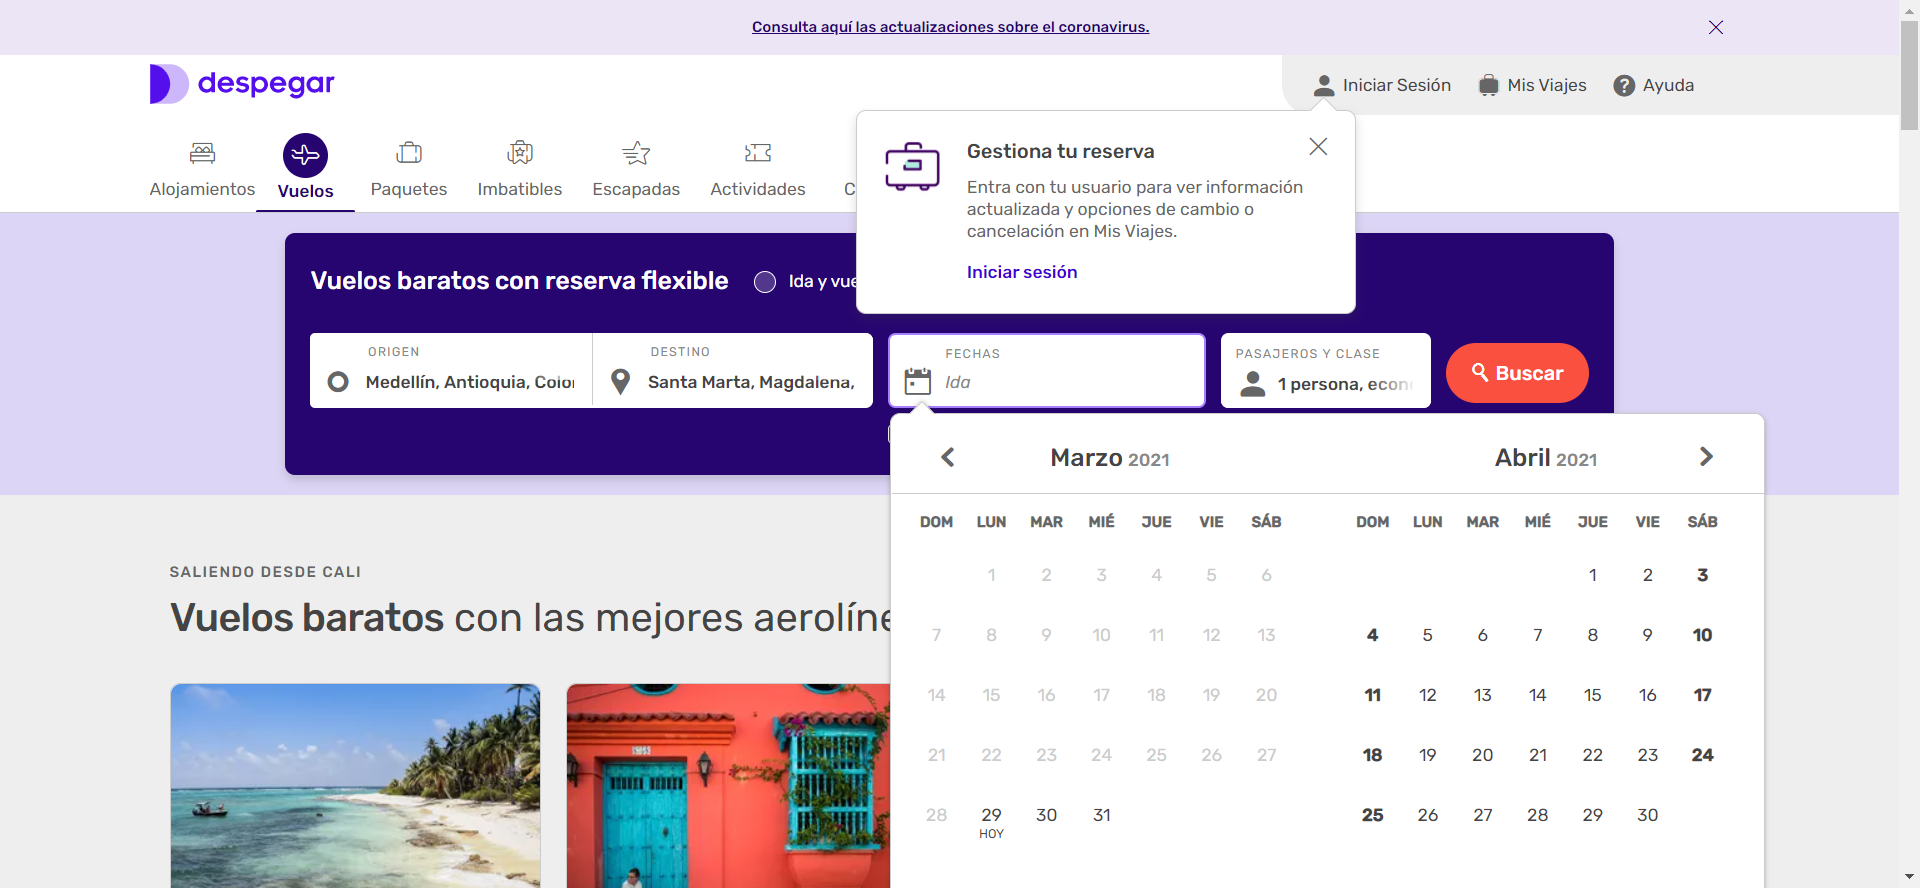 Consulta aquí las actualizaciones sobre el coronavirus.
despegar
Iniciar Sesión
Mis Viajes
Ayuda
Alojamientos
Vuelos
Paquetes
Imbatibles
Escapadas
Actividades
C
Gestiona tu reserva
Entra con tu usuario para ver información
actualizada y opciones de cambio o
cancelación en Mis Viajes.
Iniciar sesión
Vuelos baratos con reserva flexible
Ida y vue
ORIGEN
Medellín, Antioquia, Color
DESTINO
Santa Marta, Magdalena,
FECHAS
Ida
PASAJEROS Y CLASE
1 persona, econ
Buscar
Marzo 2021
DOM LUN MAR MIÉ JUE VIE SÁB
1 2 3 4 5 6
7 8 9 10 11 12 13
14 15 16 17 18 19 20
21 22 23 24 25 26 27
28 29 30 31
HOY
Abril 2021
DOM LUN MAR MIÉ JUE VIE SÁB
1 2 3
4 5 6 7 8 9 10
11 12 13 14 15 16 17
18 19 20 21 22 23 24
25 26 27 28 29 30
SALIENDO DESDE CALI
Vuelos baratos con las mejores aerolíne